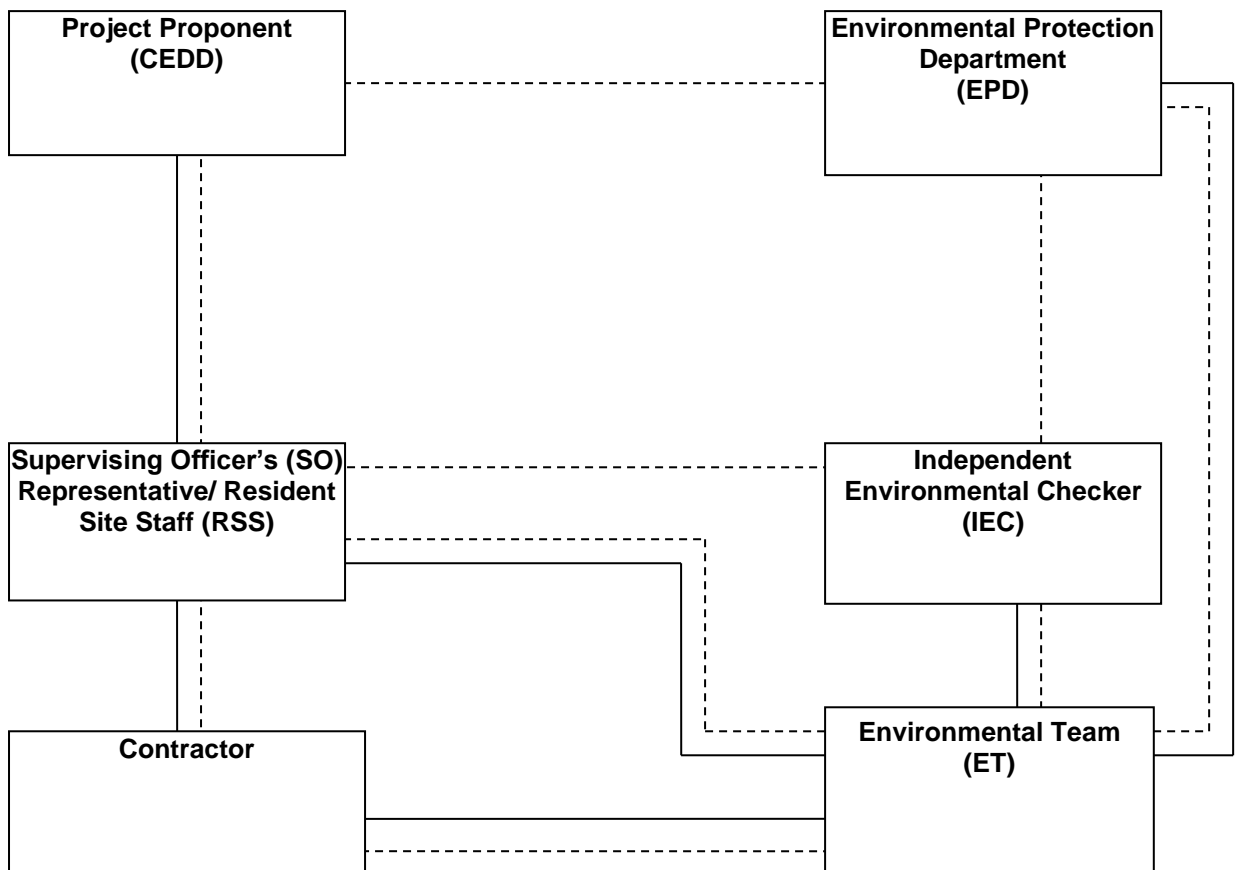 Project Proponent
(CEDD)
Environmental Protection
Department
(EPD)
Supervising Officer's (SO)
Representative/ Resident
Site Staff (RSS)
Independent
Environmental Checker
(IEC)
Contractor
Environmental Team
(ET)